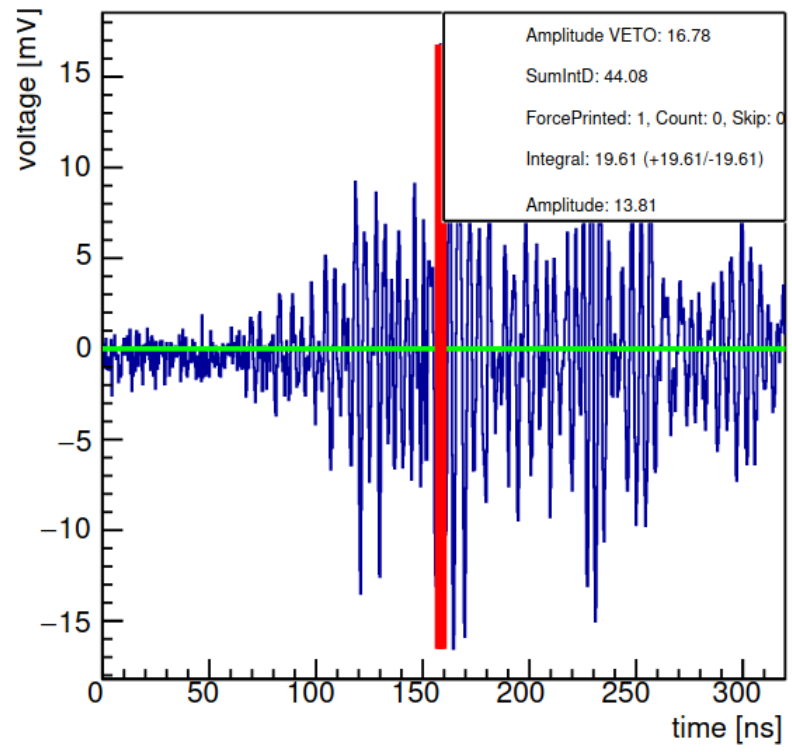 voltage [mV]
Amplitude VETO: 16.78
SumIntD: 44.08
ForcePrinted: 1, Count: 0, Skip: 0
Integral: 19.61 (+19.61/-19.61)
Amplitude: 13.81
15
10
5
0
−5
−10
−15
0 50 100 150 200 250 300
time [ns]